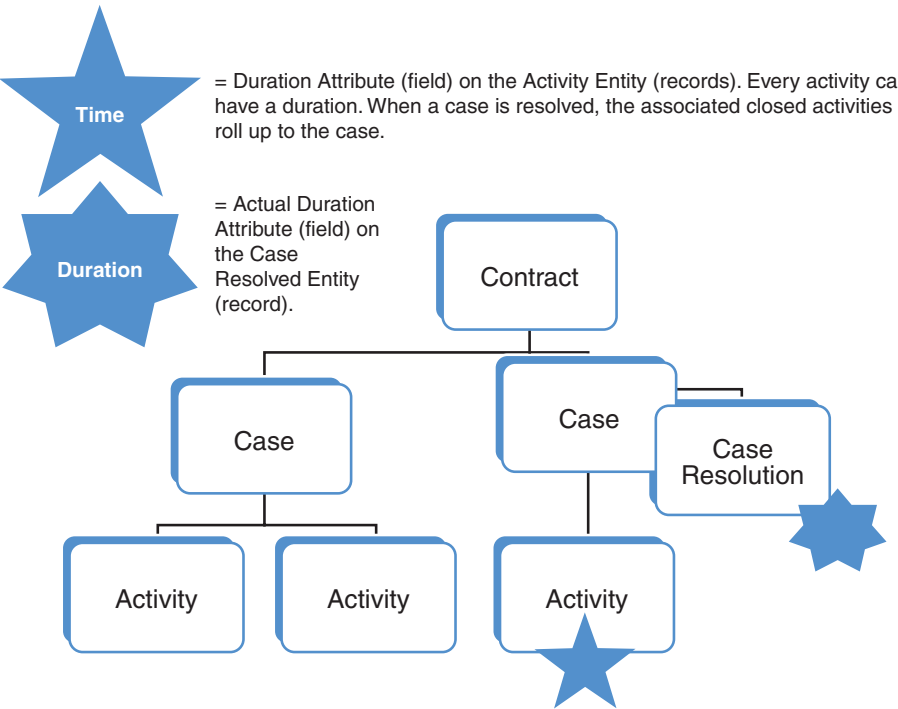 Time
= Duration Attribute (field) on the Activity Entity (records). Every activity ca
have a duration. When a case is resolved, the associated closed activities
roll up to the case.
Duration
= Actual Duration
Attribute (field) on
the Case
Resolved Entity
(record).
Contract
Case
Case
Case
Resolution
Activity
Activity
Activity